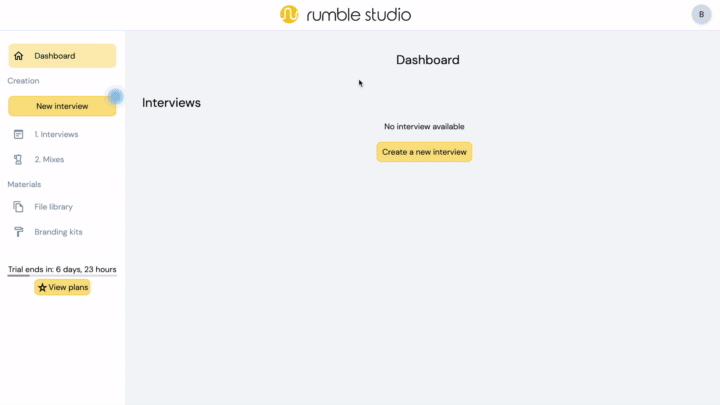 rumble studio
B
Dashboard
Creation
New interview
1. Interviews
2. Mixes
Materials
File library
Branding kits
Trial ends in: 6 days, 23 hours
View plans
Dashboard
Interviews
No interview available
Create a new interview